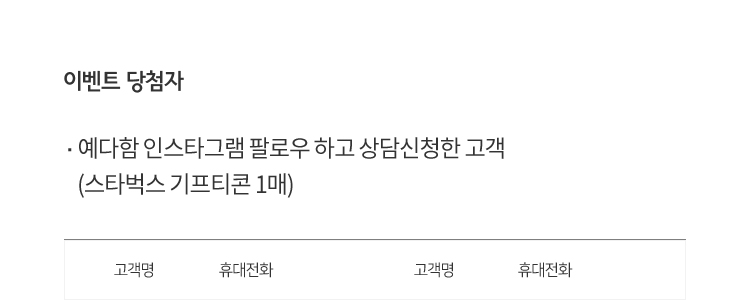 이벤트 당첨자
· 예다함 인스타그램 팔로우 하고 상담신청한 고객
(스타벅스 기프티콘 1매)
고객명 휴대전화 고객명 휴대전화